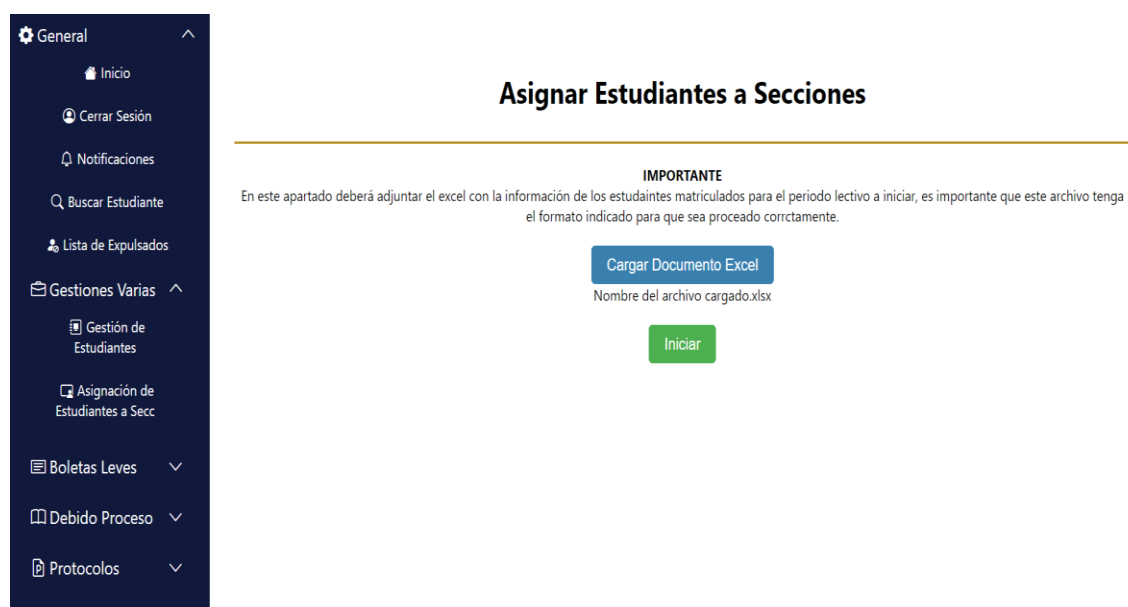 General
Inicio
Cerrar Sesión
Notificaciones
Buscar Estudiante
Lista de Expulsados
Gestiones Varias
Gestión de
Estudiantes
Asignación de
Estudiantes a Secc
Boletas Leves
Debido Proceso
Protocolos
Asignar Estudiantes a Secciones
IMPORTANTE
En este apartado deberá adjuntar el excel con la información de los estudaintes matriculados para el periodo lectivo a iniciar, es importante que este archivo tenga
el formato indicado para que sea proceado corrctamente.
Cargar Documento Excel
Nombre del archivo cargado.xlsx
Iniciar